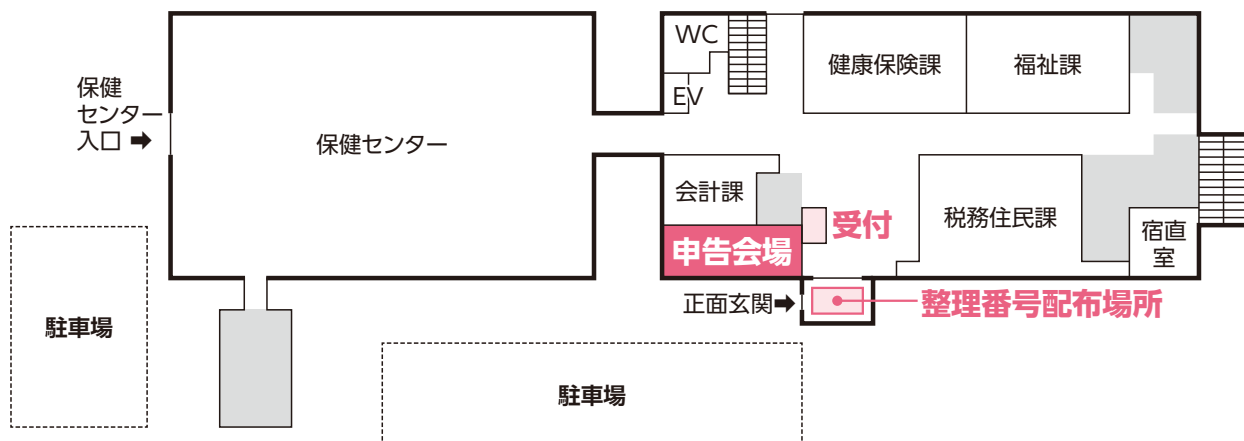 保健
センター
入口
保健センター
WC
EV
健康保険課
福祉課
会計課
受付
税務住民課
宿直
室
申告会場
正面玄関
整理番号配布場所
駐車場
駐車場